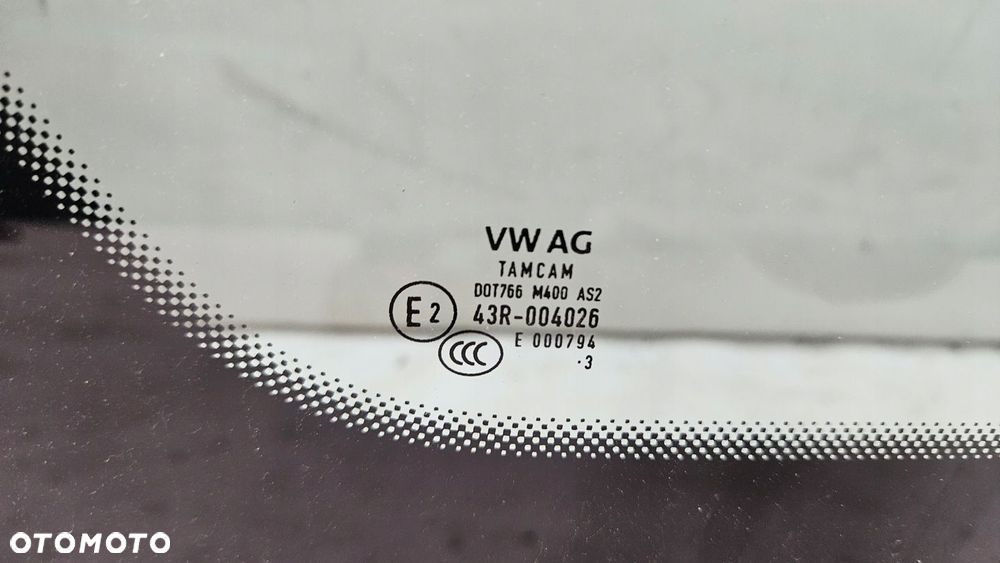 VW AG
TAMCAM
DOT766 M400 AS2
E2 43R-004026
E 000794
CCC
.3
OTOMOTO